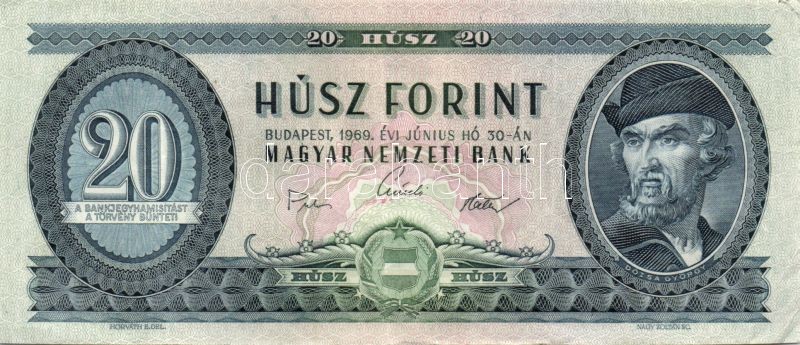 20 HÚSZ 20
HÚSZ FORINT
BUDAPEST, 1969. ÉVI JÚNIUS HÓ 30-ÁN
MAGYAR NEMZETI BANK
20
A BANKJEGYHAMISÍTÁST
A TÖRVÉNY BÜNTETI
DÓZSA GYÖRGY
HÚSZ HÚSZ
HORVÁTH E. DEL.
NAGY ZOLTÁN SC.